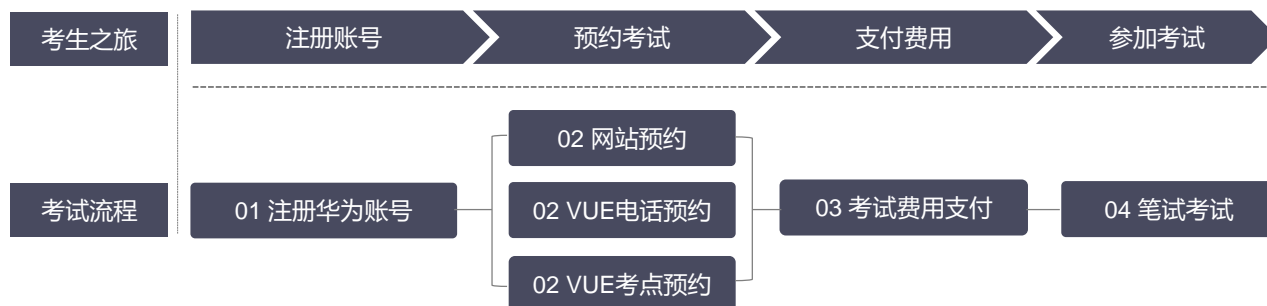 考生之旅
注册账号
预约考试
支付费用
参加考试
考试流程
01 注册华为账号
02 网站预约
02 VUE电话预约
02 VUE考点预约
03 考试费用支付
04 笔试考试